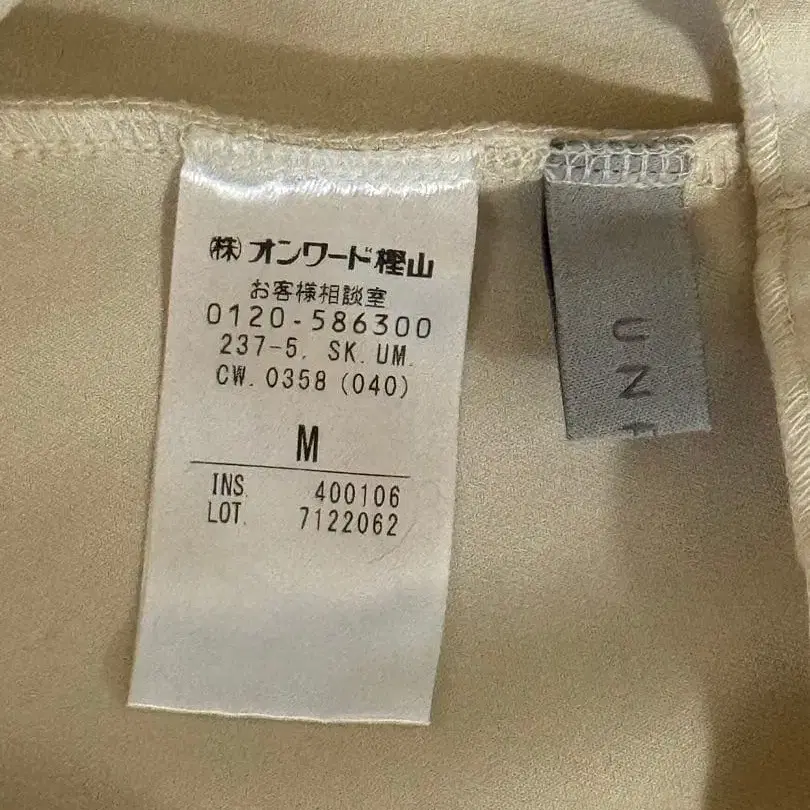 ㈱オンワード樫山
お客様相談室
0120-586300
237-5. SK. UM.
CW. 0358 (040)
M
INS. 400106
LOT. 7122062
UNF